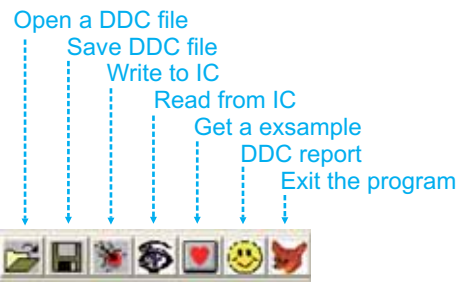 Open a DDC file
Save DDC file
Write to IC
Read from IC
Get a exsample
DDC report
Exit the program